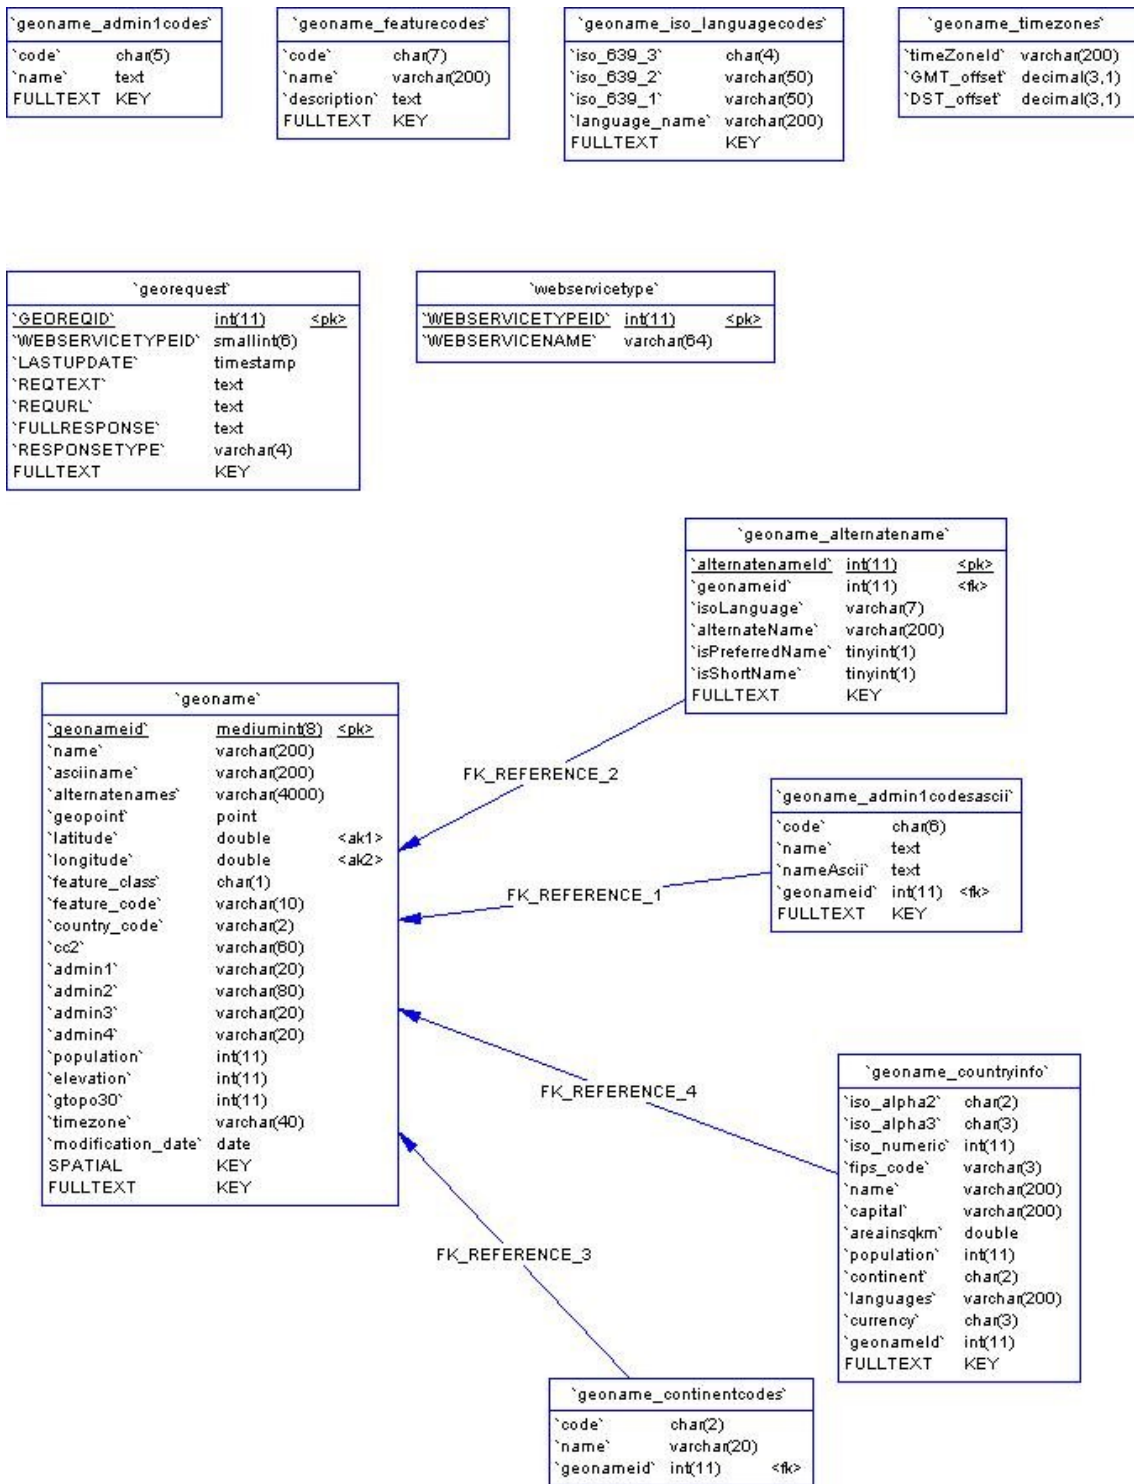 `geoname_admin1codes`
`code` char(5)
`name` text
FULLTEXT KEY
`geoname_featurecodes`
`code` char(7)
`name` varchar(200)
`description` text
FULLTEXT KEY
`geoname_iso_languagecodes`
`iso_639_3` char(4)
`iso_639_2` varchar(50)
`iso_639_1` varchar(50)
`language_name` varchar(200)
FULLTEXT KEY
`geoname_timezones`
`timeZoneId` varchar(200)
`GMT_offset` decimal(3,1)
`DST_offset` decimal(3,1)
`georequest`
`GEOREQID` int(11) <pk>
`WEBSERVICETYPEID` smallint(6)
`LASTUPDATE` timestamp
`REQTEXT` text
`REQURL` text
`FULLRESPONSE` text
`RESPONSETYPE` varchar(4)
FULLTEXT KEY
`webservicetype`
`WEBSERVICETYPEID` int(11) <pk>
`WEBSERVICENAME` varchar(64)
`geoname_alternatename`
`alternatenameId` int(11) <pk>
`geonameid` int(11) <fk>
`isoLanguage` varchar(7)
`alternateName` varchar(200)
`isPreferredName` tinyint(1)
`isShortName` tinyint(1)
FULLTEXT KEY
`geoname`
`geonameid` mediumint(8) <pk>
`name` varchar(200)
`asciiname` varchar(200)
`alternatenames` varchar(4000)
`geopoint` point
`latitude` double <ak1>
`longitude` double <ak2>
`feature_class` char(1)
`feature_code` varchar(10)
`country_code` varchar(2)
`cc2` varchar(60)
`admin1` varchar(20)
`admin2` varchar(80)
`admin3` varchar(20)
`admin4` varchar(20)
`population` int(11)
`elevation` int(11)
`gtopo30` int(11)
`timezone` varchar(40)
`modification_date` date
SPATIAL KEY
FULLTEXT KEY
FK_REFERENCE_2
`geoname_admin1codesascii`
`code` char(6)
`name` text
`nameAscii` text
`geonameid` int(11) <fk>
FULLTEXT KEY
FK_REFERENCE_1
FK_REFERENCE_4
`geoname_countryinfo`
`iso_alpha2` char(2)
`iso_alpha3` char(3)
`iso_numeric` int(11)
`fips_code` varchar(3)
`name` varchar(200)
`capital` varchar(200)
`areainsqkm` double
`population` int(11)
`continent` char(2)
`languages` varchar(200)
`currency` char(3)
`geonameId` int(11)
FULLTEXT KEY
FK_REFERENCE_3
`geoname_continentcodes`
`code` char(2)
`name` varchar(20)
`geonameid` int(11) <fk>